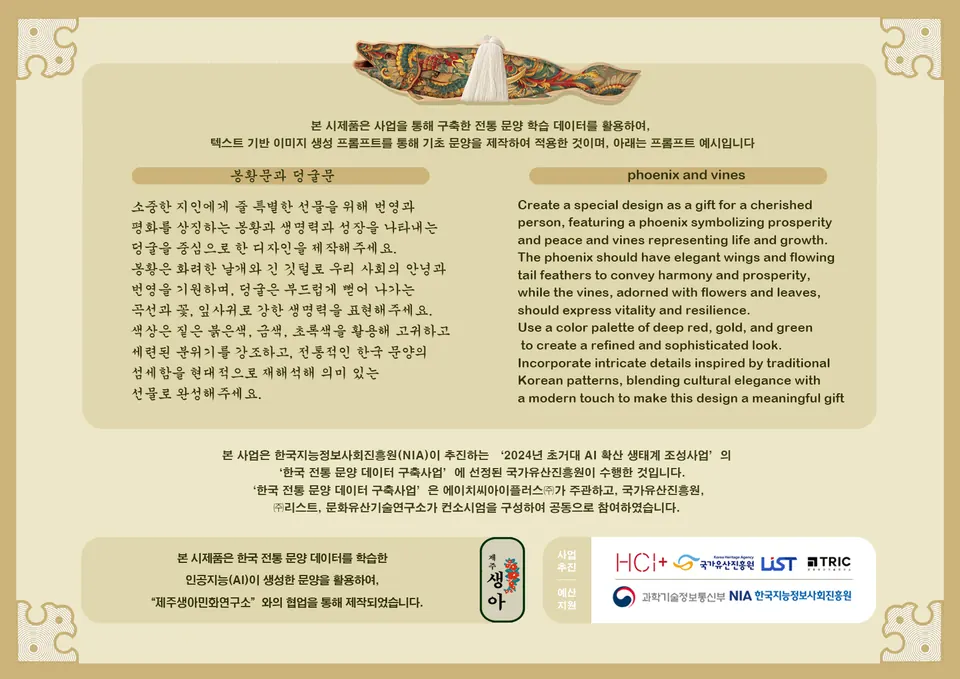 본 시제품은 사업을 통해 구축한 전통 문양 학습 데이터를 활용하여,
텍스트 기반 이미지 생성 프롬프트를 통해 기초 문양을 제작하여 적용한 것이며, 아래는 프롬프트 예시입니다
봉황문과 덩굴문
소중한 지인에게 줄 특별한 선물을 위해 번영과
평화를 상징하는 봉황과 생명력과 성장을 나타내는
덩굴을 중심으로 한 디자인을 제작해주세요.
봉황은 화려한 날개와 긴 깃털로 우리 사회의 안녕과
번영을 기원하며, 덩굴은 부드럽게 뻗어 나가는
곡선과 꽃, 잎사귀로 강한 생명력을 표현해주세요.
색상은 짙은 붉은색, 금색, 초록색을 활용해 고귀하고
세련된 분위기를 강조하고, 전통적인 한국 문양의
섬세함을 현대적으로 재해석해 의미 있는
선물로 완성해주세요.
phoenix and vines
Create a special design as a gift for a cherished
person, featuring a phoenix symbolizing prosperity
and peace and vines representing life and growth.
The phoenix should have elegant wings and flowing
tail feathers to convey harmony and prosperity,
while the vines, adorned with flowers and leaves,
should express vitality and resilience.
Use a color palette of deep red, gold, and green
to create a refined and sophisticated look.
Incorporate intricate details inspired by traditional
Korean patterns, blending cultural elegance with
a modern touch to make this design a meaningful gift
본 사업은 한국지능정보사회진흥원(NIA)이 추진하는 ‘2024년 초거대 AI 확산 생태계 조성사업’의
‘한국 전통 문양 데이터 구축사업’에 선정된 국가유산진흥원이 수행한 것입니다.
‘한국 전통 문양 데이터 구축사업’은 에이치씨아이플러스㈜가 주관하고, 국가유산진흥원,
㈜리스트, 문화유산기술연구소가 컨소시엄을 구성하여 공동으로 참여하였습니다.
본 시제품은 한국 전통 문양 데이터를 학습한
인공지능(AI)이 생성한 문양을 활용하여,
“제주생아민화연구소”와의 협업을 통해 제작되었습니다.
제주
생아
사업
추진
HCI+
Korea Heritage Agency
국가유산진흥원
LIST
TRIC
예산
지원
과학기술정보통신부
NIA 한국지능정보사회진흥원